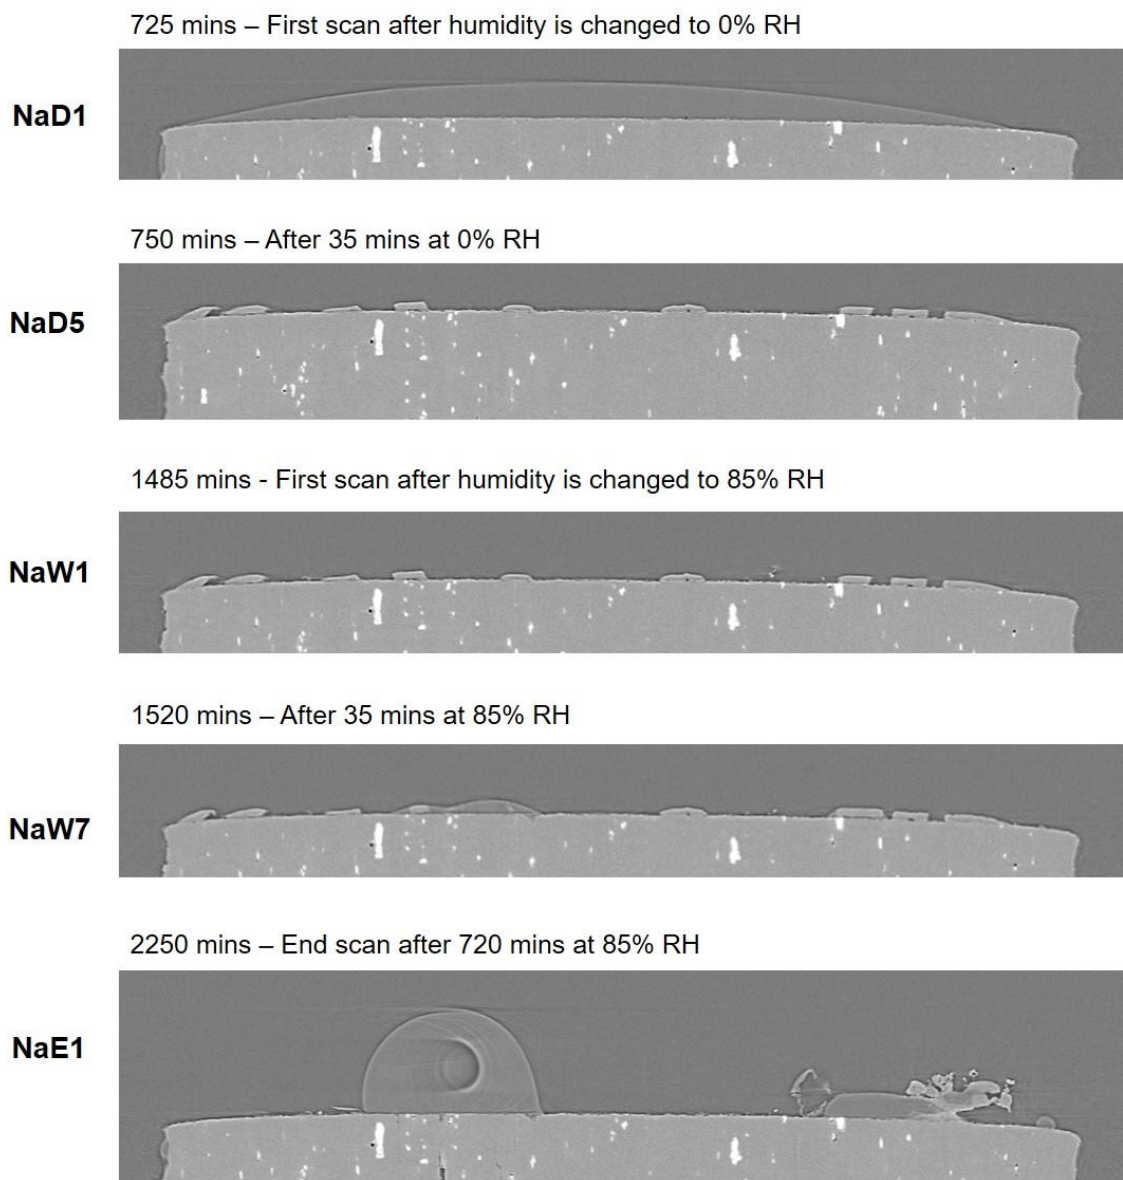 725 mins – First scan after humidity is changed to 0% RH
NaD1
750 mins – After 35 mins at 0% RH
NaD5
1485 mins - First scan after humidity is changed to 85% RH
NaW1
1520 mins – After 35 mins at 85% RH
NaW7
2250 mins – End scan after 720 mins at 85% RH
NaE1